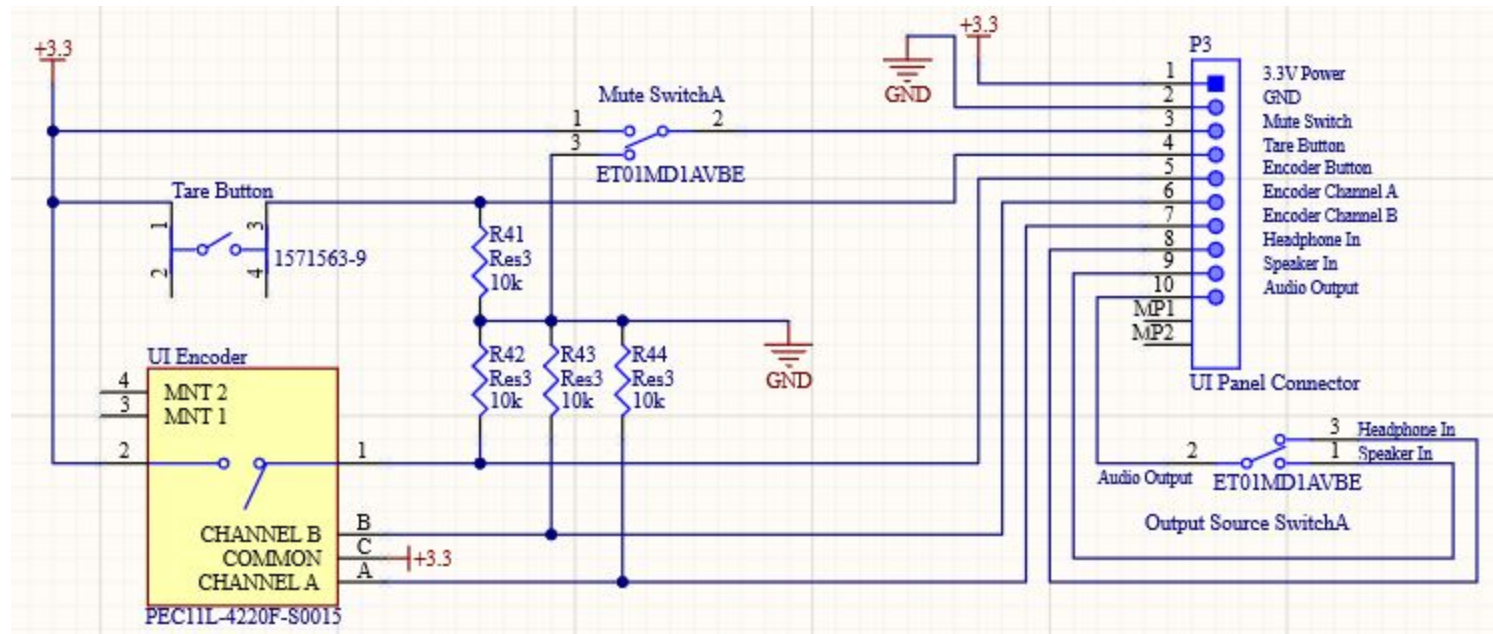 +3.3
+3.3
GND
P3
Mute SwitchA
1
2
3
ET01MD1AVBE
1
2
3
4
5
6
7
8
9
10
MP1
MP2
3.3V Power
GND
Mute Switch
Tare Button
Encoder Button
Encoder Channel A
Encoder Channel B
Headphone In
Speaker In
Audio Output
UI Panel Connector
Tare Button
1
2
3
4
1571563-9
R41
Res3
10k
R42
Res3
10k
R43
Res3
10k
R44
Res3
10k
GND
UI Encoder
4
MNT 2
3
MNT 1
2
1
CHANNEL B
B
COMMON
C
+3.3
CHANNEL A
A
PEC11L-4220F-S0015
3
Headphone In
2
1
Speaker In
Audio Output
ET01MD1AVBE
Output Source SwitchA